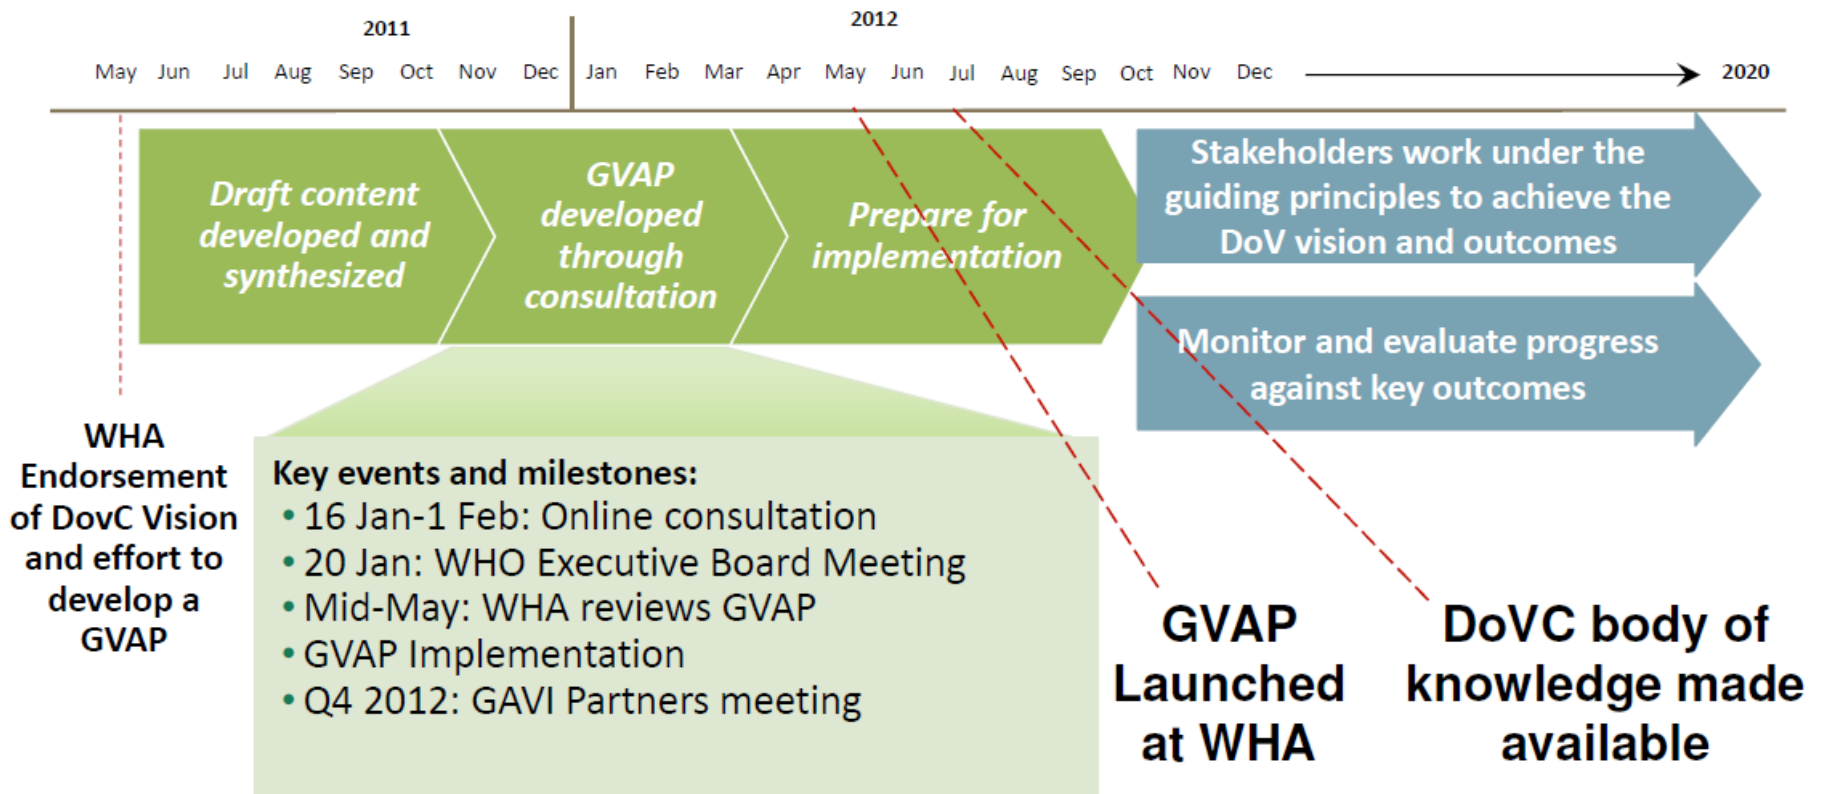 2011
2012
May Jun Jul Aug Sep Oct Nov Dec Jan Feb Mar Apr May Jun Jul Aug Sep Oct Nov Dec 2020
Draft content
developed and
synthesized
GVAP
developed
through
consultation
Prepare for
implementation
Stakeholders work under the
guiding principles to achieve the
DoV vision and outcomes
Monitor and evaluate progress
against key outcomes
WHA
Endorsement
of DovC Vision
and effort to
develop a
GVAP
Key events and milestones:
• 16 Jan-1 Feb: Online consultation
• 20 Jan: WHO Executive Board Meeting
• Mid-May: WHA reviews GVAP
• GVAP Implementation
• Q4 2012: GAVI Partners meeting
GVAP
Launched
at WHA
DoVC body of
knowledge made
available